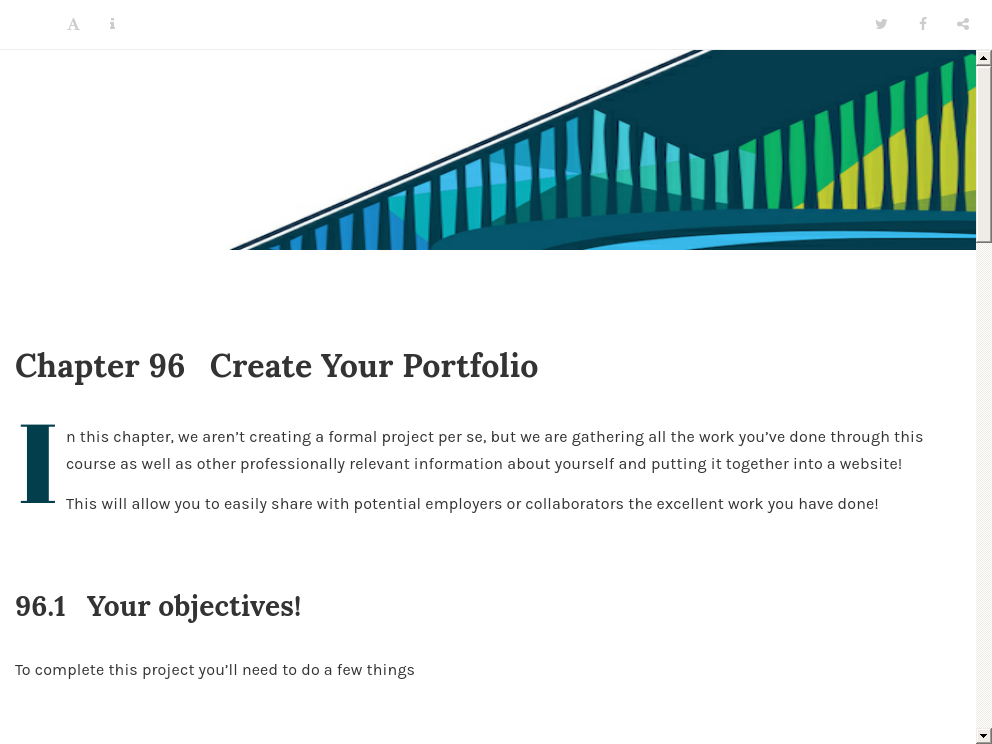 Chapter 96 Create Your Portfolio
In this chapter, we aren’t creating a formal project per se, but we are gathering all the work you’ve done through this
course as well as other professionally relevant information about yourself and putting it together into a website!
This will allow you to easily share with potential employers or collaborators the excellent work you have done!
96.1 Your objectives!
To complete this project you’ll need to do a few things